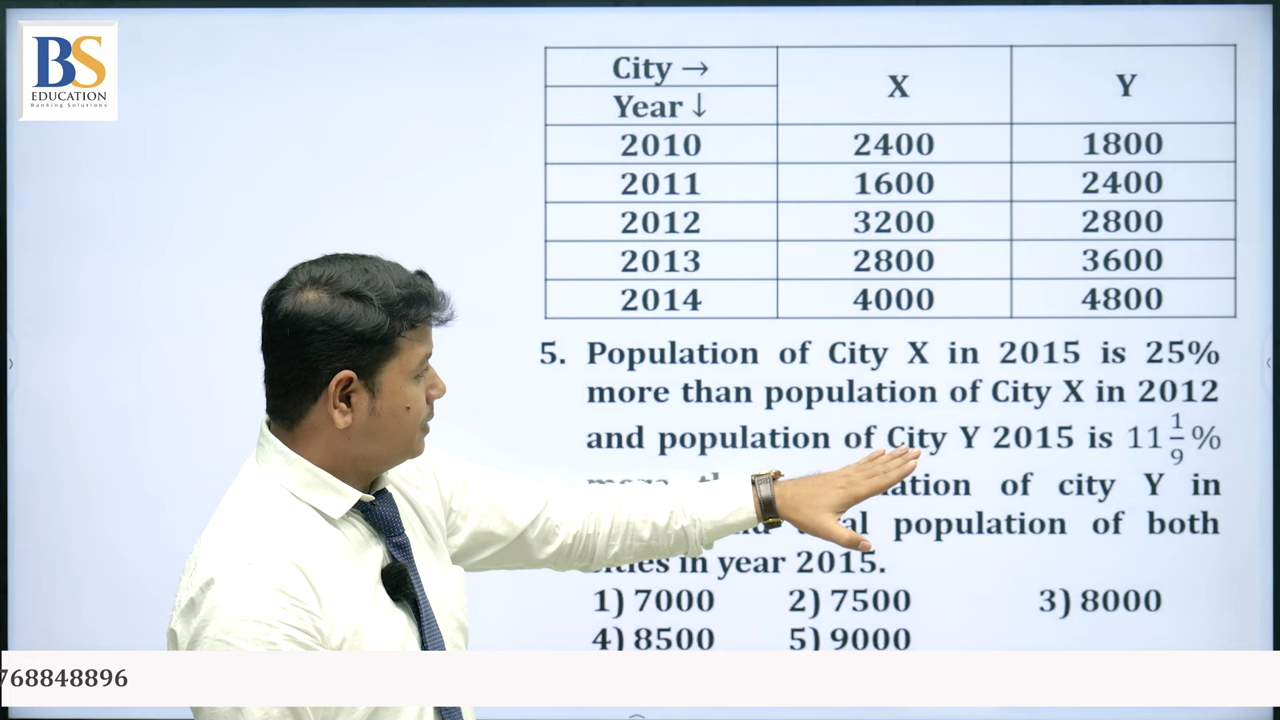 BS
EDUCATION
Banking Solutions
City → X Y
Year ↓
2010 2400 1800
2011 1600 2400
2012 3200 2800
2013 2800 3600
2014 4000 4800
5. Population of City X in 2015 is 25%
more than population of City X in 2012
and population of City Y 2015 is 11 1/9 %
of city Y in
population of both
in year 2015.
1) 7000 2) 7500 3) 8000
4) 8500 5) 9000
768848896